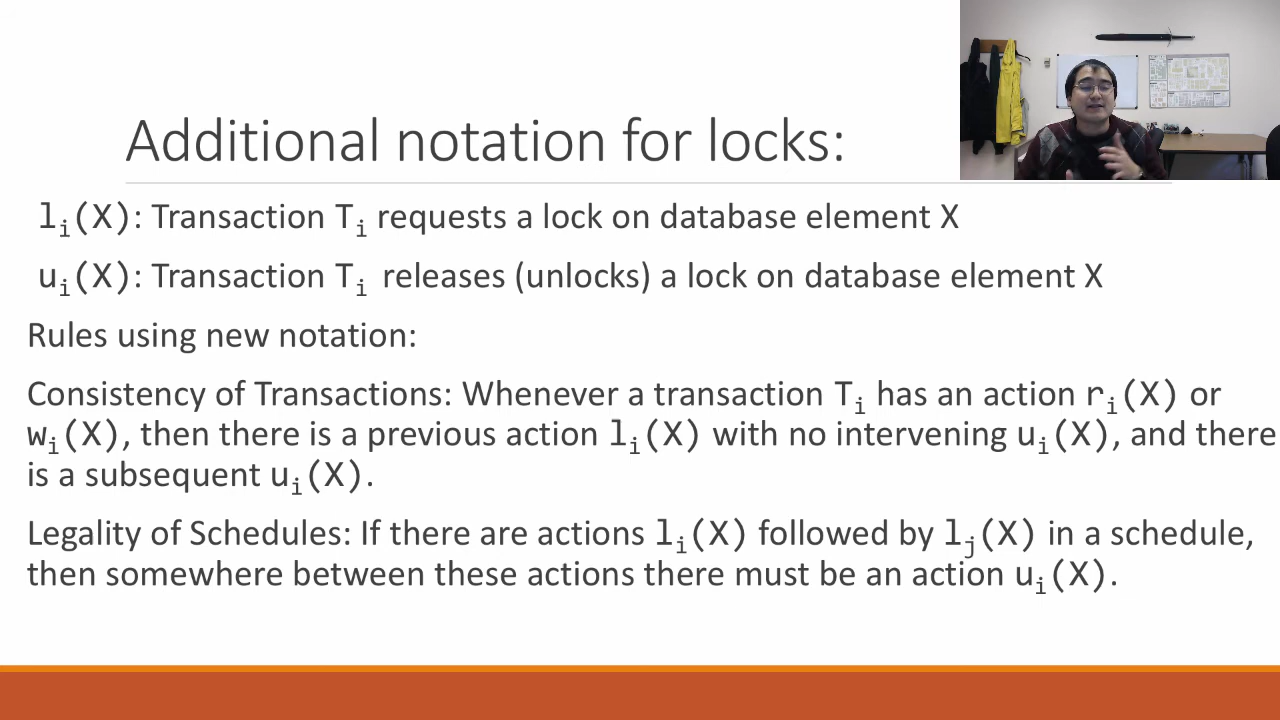 Additional notation for locks:
lᵢ(X): Transaction Tᵢ requests a lock on database element X
uᵢ(X): Transaction Tᵢ releases (unlocks) a lock on database element X
Rules using new notation:
Consistency of Transactions: Whenever a transaction Tᵢ has an action rᵢ(X) or
wᵢ(X), then there is a previous action lᵢ(X) with no intervening uᵢ(X), and there
is a subsequent uᵢ(X).
Legality of Schedules: If there are actions lᵢ(X) followed by lⱼ(X) in a schedule,
then somewhere between these actions there must be an action uᵢ(X).